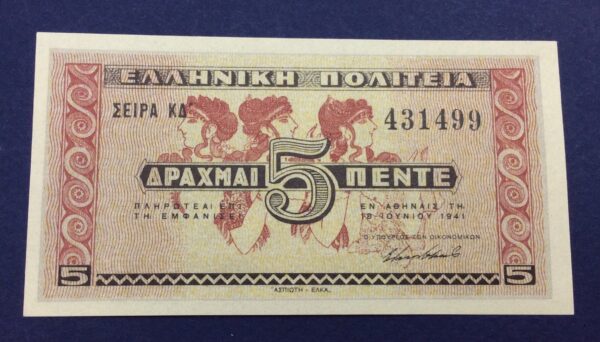 ΕΛΛΗΝΙΚΗ ΠΟΛΙΤΕΙΑ
ΣΕΙΡΑ ΚΔ 431499
ΔΡΑΧΜΑΙ 5 ΠΕΝΤΕ
ΠΛΗΡΩΤΕΑΙ ΕΠΙ
ΤΗ ΕΜΦΑΝΙΣΕΙ
ΕΝ ΑΘΗΝΑΙΣ ΤΗ
18 ΙΟΥΝΙΟΥ 1941
Ο ΥΠΟΥΡΓΟΣ ΤΩΝ ΟΙΚΟΝΟΜΙΚΩΝ
5 5
"ΑΣΠΙΩΤΗ - ΕΛΚΑ"